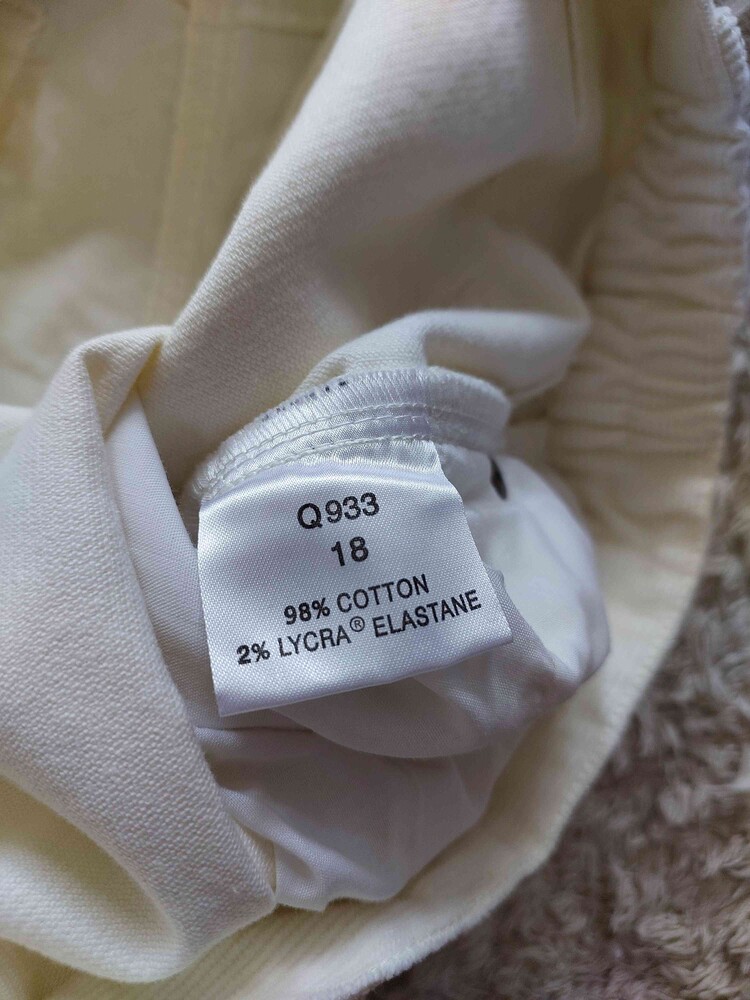 Q933
18
98% COTTON
2% LYCRA® ELASTANE